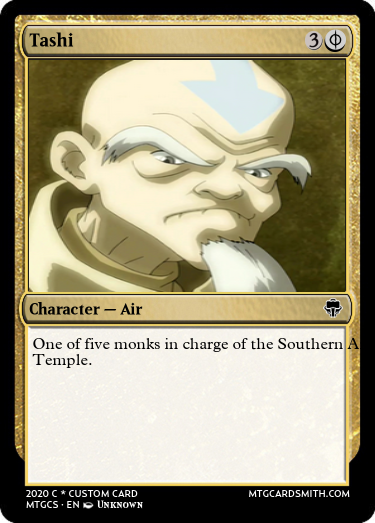 Tashi
3
Character — Air
One of five monks in charge of the Southern A
Temple.
2020 C * CUSTOM CARD
MTGCARDSMITH.COM
MTGCS · EN UNKNOWN